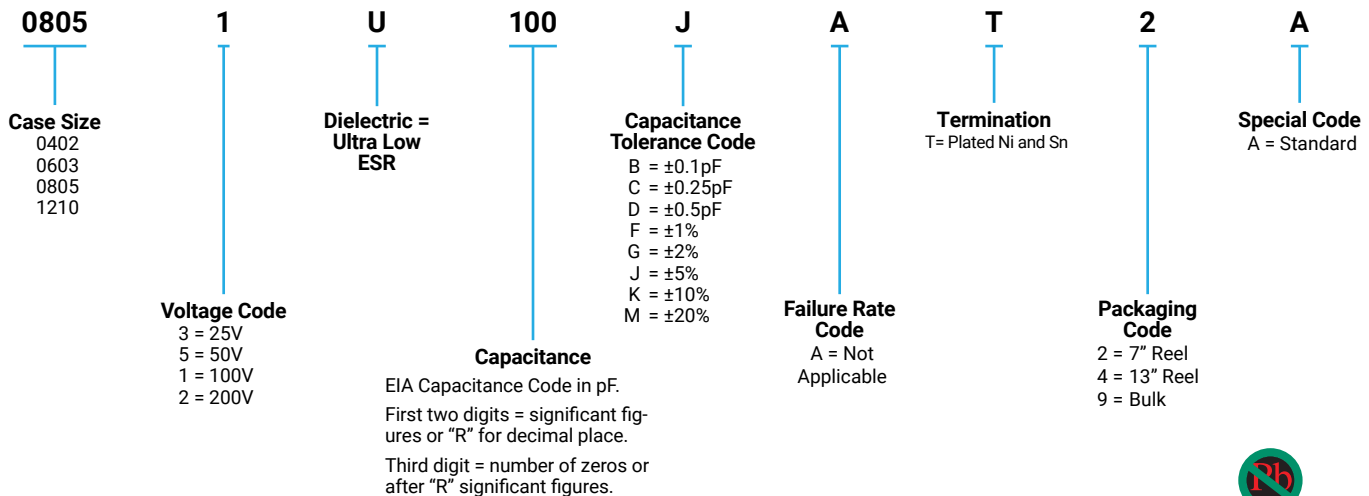 0805 1 U 100 J A T 2 A
Case Size
0402
0603
0805
1210
Voltage Code
3 = 25V
5 = 50V
1 = 100V
2 = 200V
Dielectric =
Ultra Low
ESR
Capacitance
EIA Capacitance Code in pF.
First two digits = significant fig-
ures or “R” for decimal place.
Third digit = number of zeros or
after “R” significant figures.
Capacitance
Tolerance Code
B = ±0.1pF
C = ±0.25pF
D = ±0.5pF
F = ±1%
G = ±2%
J = ±5%
K = ±10%
M = ±20%
Failure Rate
Code
A = Not
Applicable
Termination
T= Plated Ni and Sn
Packaging
Code
2 = 7” Reel
4 = 13” Reel
9 = Bulk
Special Code
A = Standard
Pb